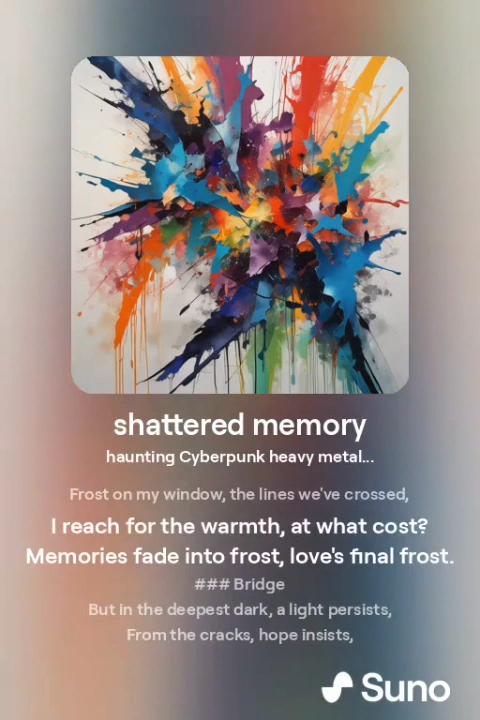 shattered memory
haunting Cyberpunk heavy metal...
Frost on my window, the lines we've crossed,
I reach for the warmth, at what cost?
Memories fade into frost, love's final frost.
### Bridge
But in the deepest dark, a light persists,
From the cracks, hope insists,
Suno